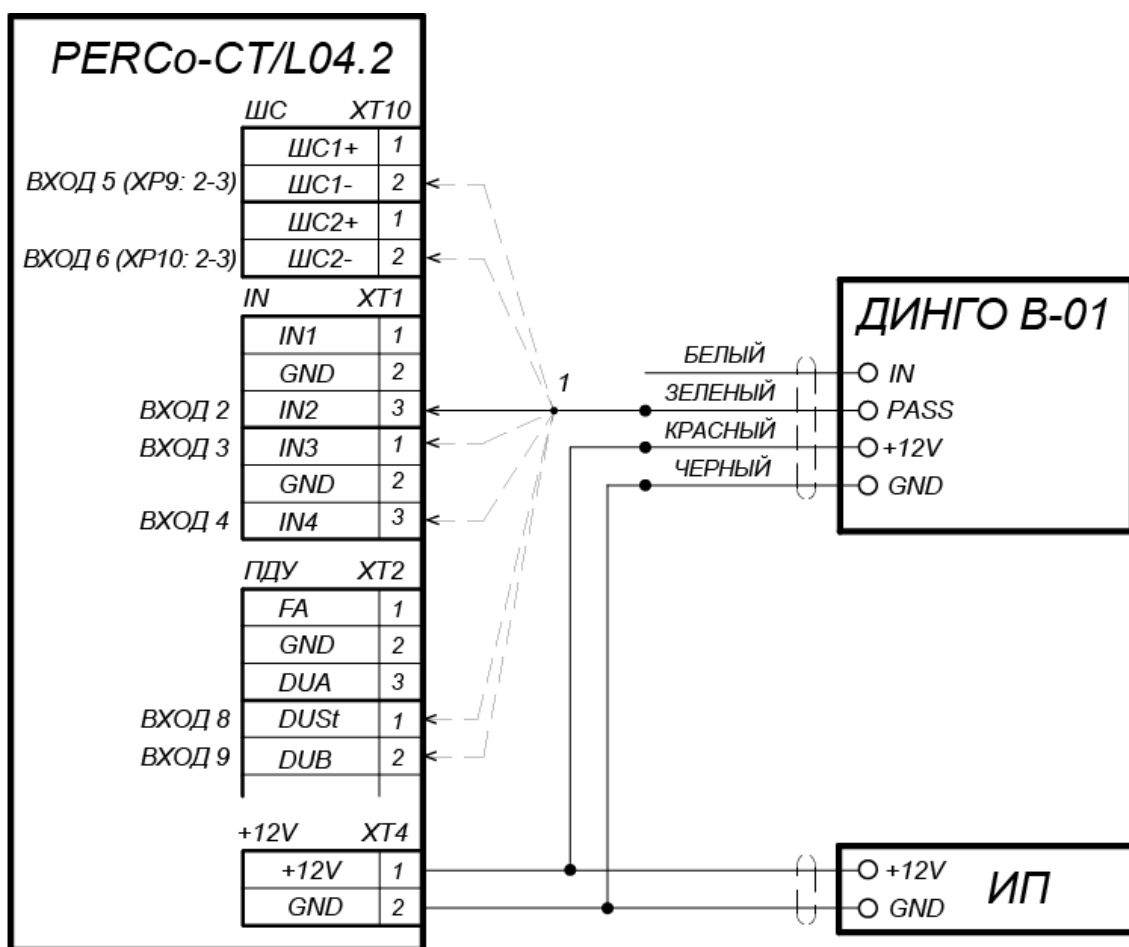 PERCo-CT/L04.2
ШС XT10
ШС1+ 1
ВХОД 5 (XP9: 2-3) ШС1- 2
ШС2+ 1
ВХОД 6 (XP10: 2-3) ШС2- 2
IN XT1
IN1 1
GND 2
ВХОД 2 IN2 3
ВХОД 3 IN3 1
GND 2
ВХОД 4 IN4 3
ПДУ XT2
FA 1
GND 2
DUA 3
ВХОД 8 DUSt 1
ВХОД 9 DUB 2
+12V XT4
+12V 1
GND 2
1
БЕЛЫЙ
ЗЕЛЕНЫЙ
КРАСНЫЙ
ЧЕРНЫЙ
ДИНГО В-01
IN
PASS
+12V
GND
+12V
GND
ИП